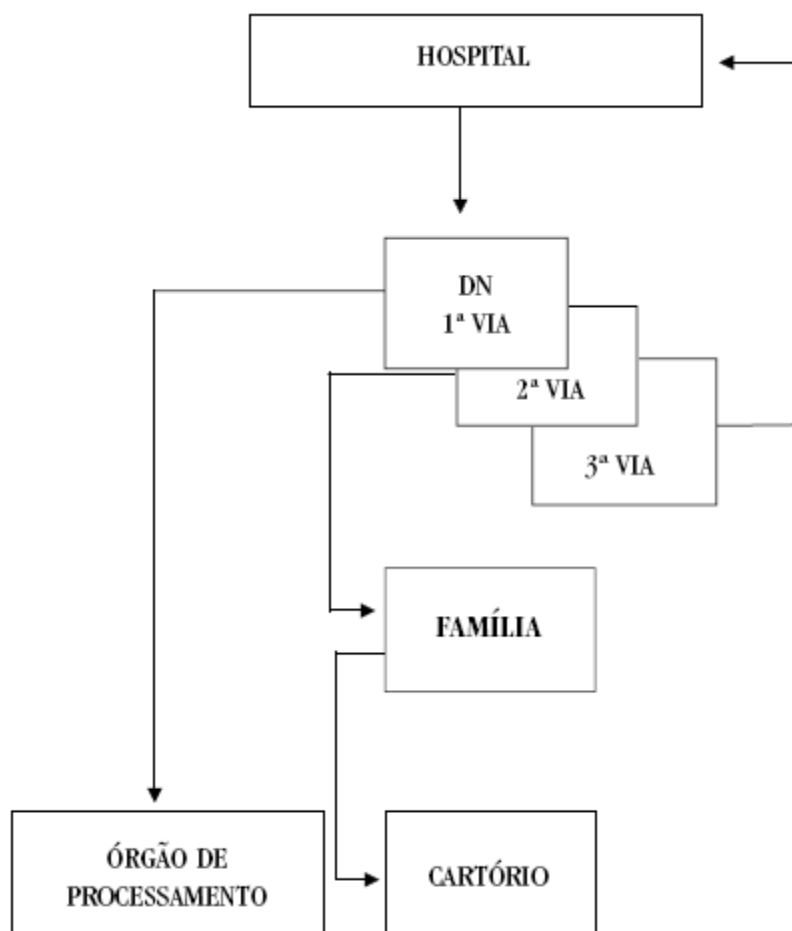 HOSPITAL
DN
1ª VIA
2ª VIA
3ª VIA
FAMÍLIA
ÓRGÃO DE
PROCESSAMENTO
CARTÓRIO